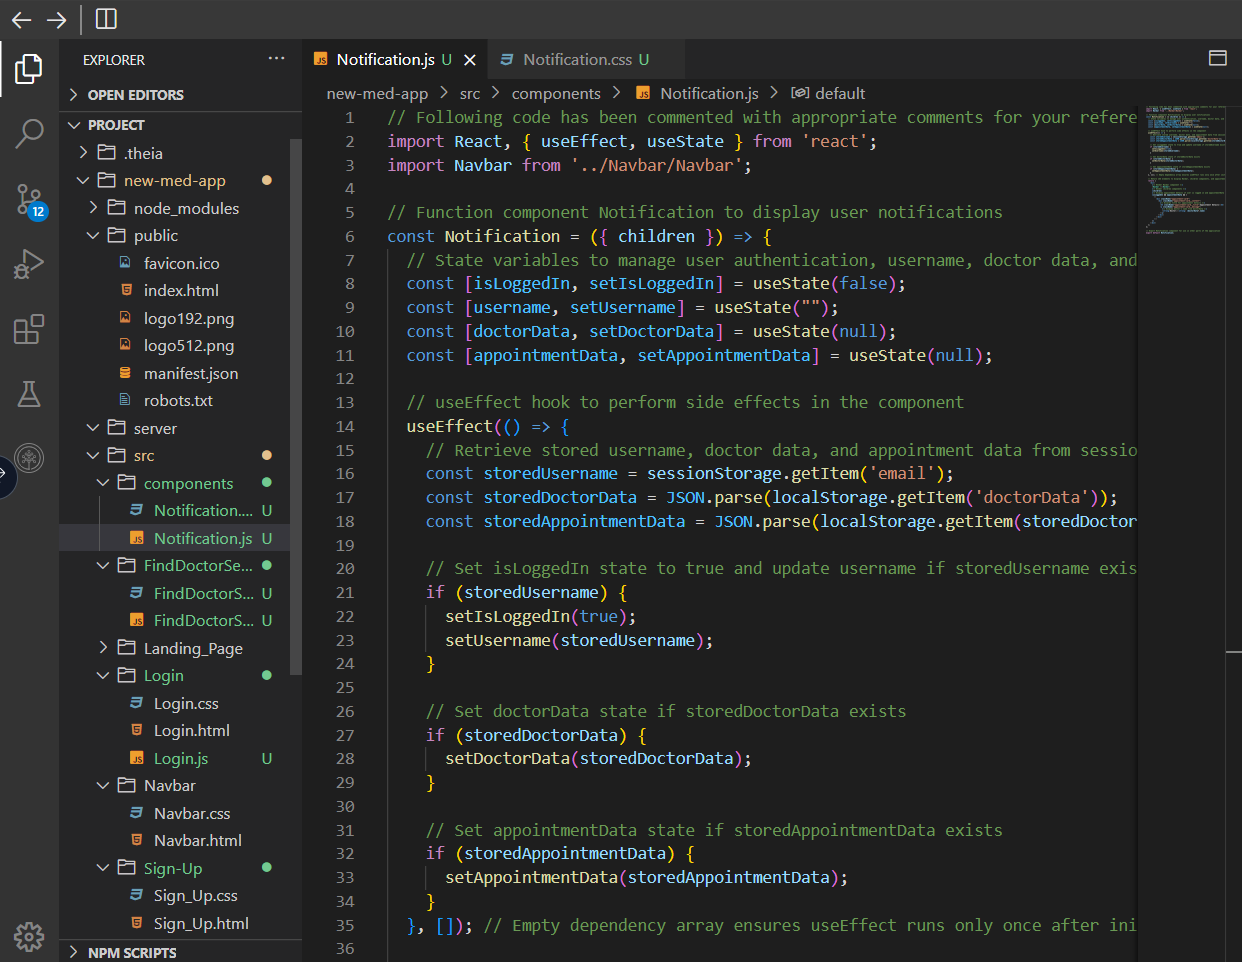 EXPLORER
OPEN EDITORS
PROJECT
.theia
new-med-app
node_modules
public
favicon.ico
index.html
logo192.png
logo512.png
manifest.json
robots.txt
server
src
components
Notification.... U
Notification.js U
FindDoctorSe...
FindDoctorS... U
FindDoctorS... U
Landing_Page
Login
Login.css
Login.html
Login.js U
Navbar
Navbar.css
Navbar.html
Sign-Up
Sign_Up.css
Sign_Up.html
NPM SCRIPTS
12
JS Notification.js U
Notification.css U
new-med-app > src > components > JS Notification.js > default
1 // Following code has been commented with appropriate comments for your refere
2 import React, { useEffect, useState } from 'react';
3 import Navbar from '../Navbar/Navbar';
4
5 // Function component Notification to display user notifications
6 const Notification = ({ children }) => {
7 // State variables to manage user authentication, username, doctor data, and
8 const [isLoggedIn, setIsLoggedIn] = useState(false);
9 const [username, setUsername] = useState("");
10 const [doctorData, setDoctorData] = useState(null);
11 const [appointmentData, setAppointmentData] = useState(null);
12
13 // useEffect hook to perform side effects in the component
14 useEffect(() => {
15 // Retrieve stored username, doctor data, and appointment data from sessio
16 const storedUsername = sessionStorage.getItem('email');
17 const storedDoctorData = JSON.parse(localStorage.getItem('doctorData'));
18 const storedAppointmentData = JSON.parse(localStorage.getItem(storedDoctor
19
20 // Set isLoggedIn state to true and update username if storedUsername exis
21 if (storedUsername) {
22 setIsLoggedIn(true);
23 setUsername(storedUsername);
24 }
25
26 // Set doctorData state if storedDoctorData exists
27 if (storedDoctorData) {
28 setDoctorData(storedDoctorData);
29 }
30
31 // Set appointmentData state if storedAppointmentData exists
32 if (storedAppointmentData) {
33 setAppointmentData(storedAppointmentData);
34 }
35 }, []); // Empty dependency array ensures useEffect runs only once after ini
36